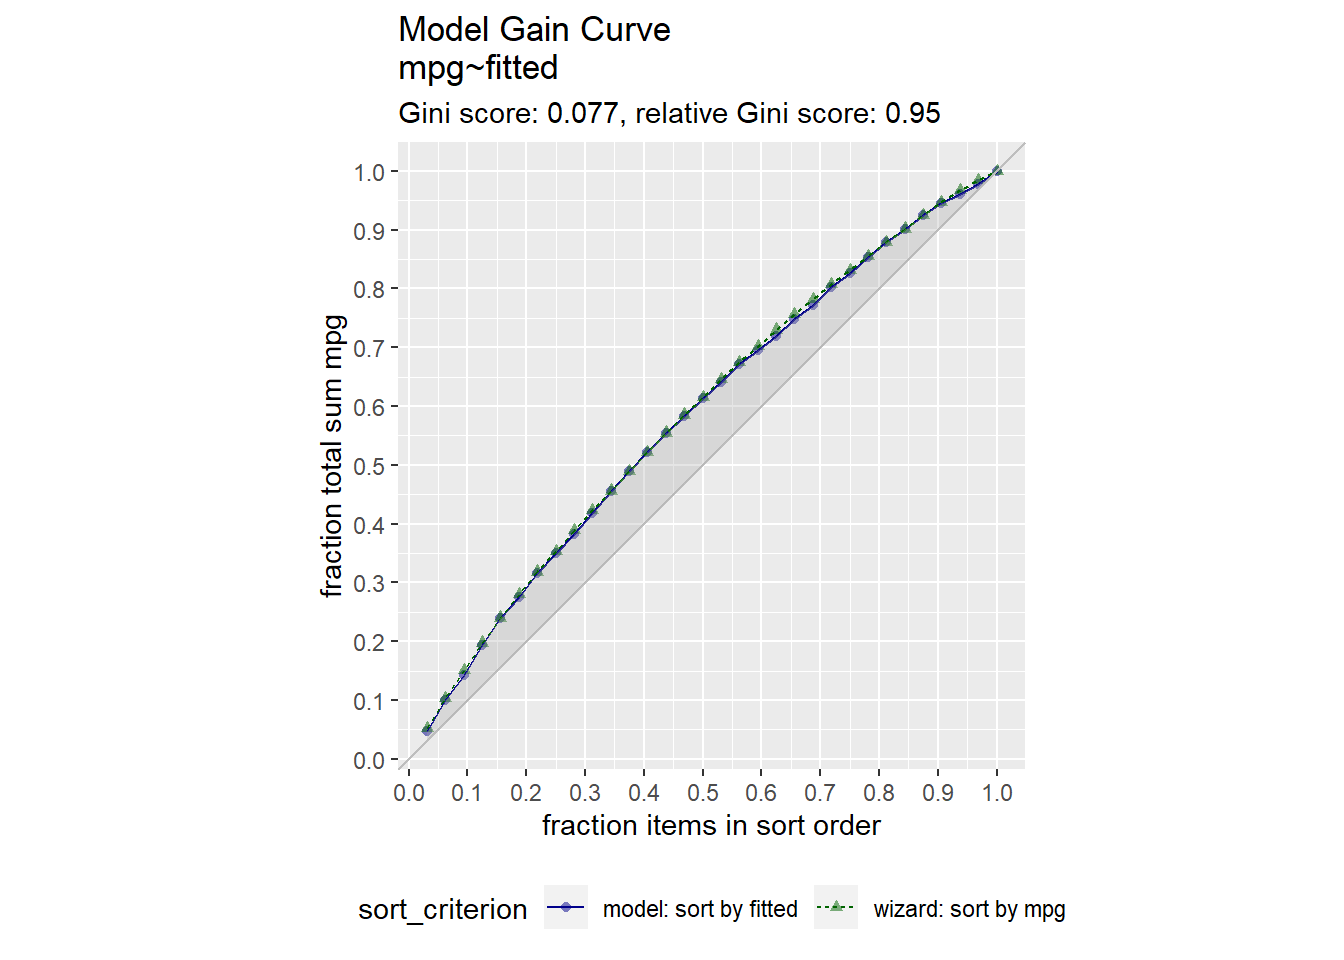 Model Gain Curve
mpg~fitted
Gini score: 0.077, relative Gini score: 0.95
fraction total sum mpg
1.0
0.9
0.8
0.7
0.6
0.5
0.4
0.3
0.2
0.1
0.0
0.0 0.1 0.2 0.3 0.4 0.5 0.6 0.7 0.8 0.9 1.0
fraction items in sort order
sort_criterion model: sort by fitted wizard: sort by mpg